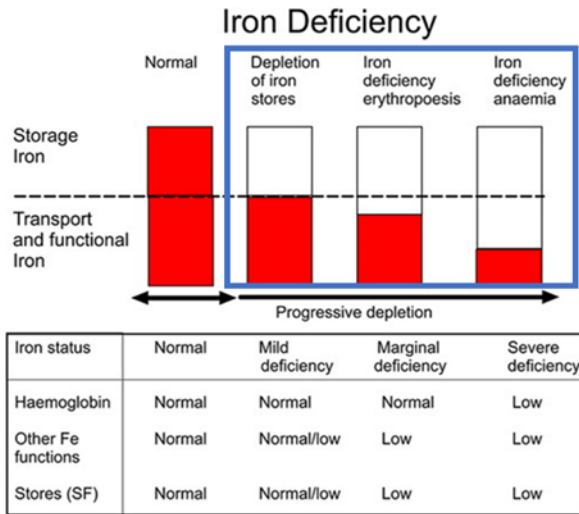 Iron Deficiency
Normal
Depletion
of iron
stores
Iron
deficiency
erythropoesis
Iron
deficiency
anaemia
Storage
Iron
Transport
and functional
Iron
Progressive depletion
Iron status Normal Mild deficiency Marginal deficiency Severe deficiency
Haemoglobin Normal Normal Normal Low
Other Fe functions Normal Normal/low Low Low
Stores (SF) Normal Normal/low Low Low